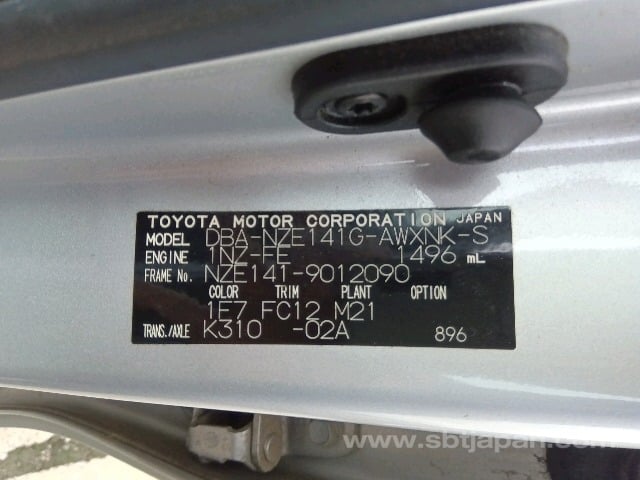 TOYOTA MOTOR CORPORATION JAPAN
MODEL DBA-NZE141G-AWXNK-S
ENGINE 1NZ-FE 1496 mL
FRAME No. NZE141-9012090
COLOR TRIM PLANT OPTION
1E7 FC12 M21
TRANS./AXLE K310 -02A 896
www.sbtjapan.com